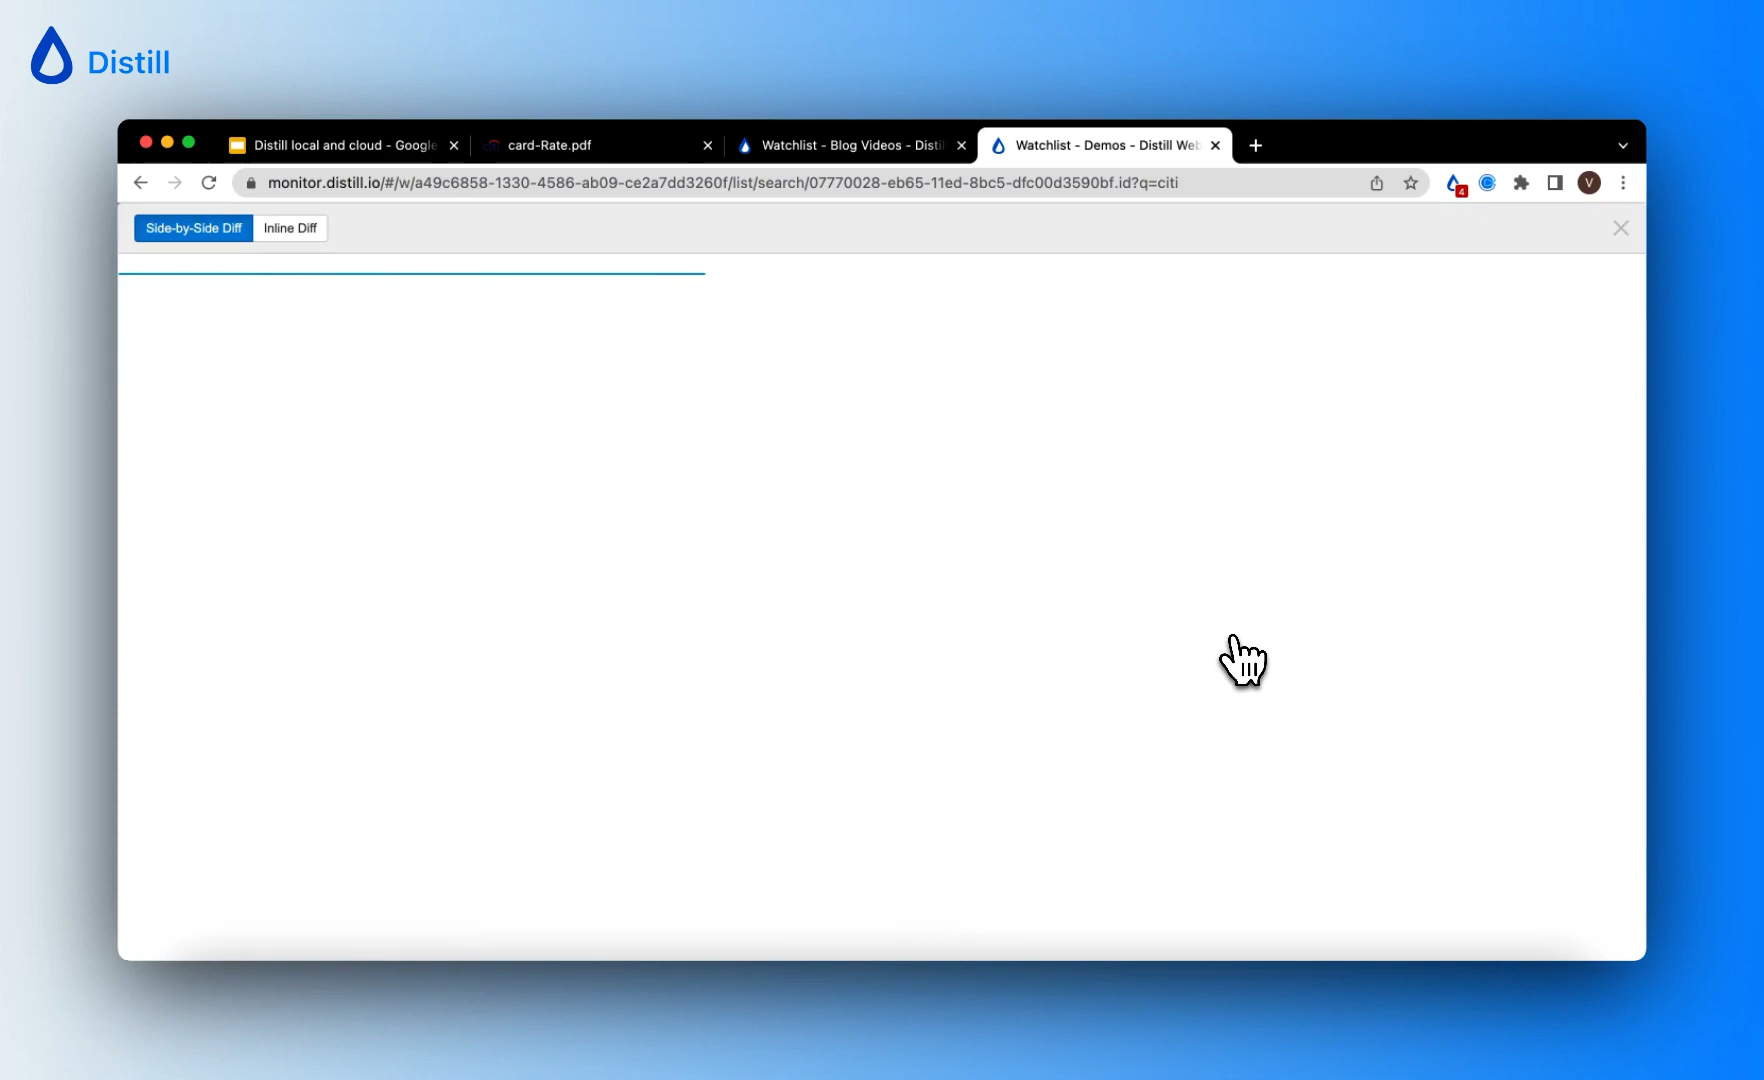 Distill
Distill local and cloud - Google
card-Rate.pdf
Watchlist - Blog Videos - Distil
Watchlist - Demos - Distill Web
monitor.distill.io/#/w/a49c6858-1330-4586-ab09-ce2a7dd3260f/list/search/07770028-eb65-11ed-8bc5-dfc00d3590bf.id?q=citi
4
V
Side-by-Side Diff
Inline Diff